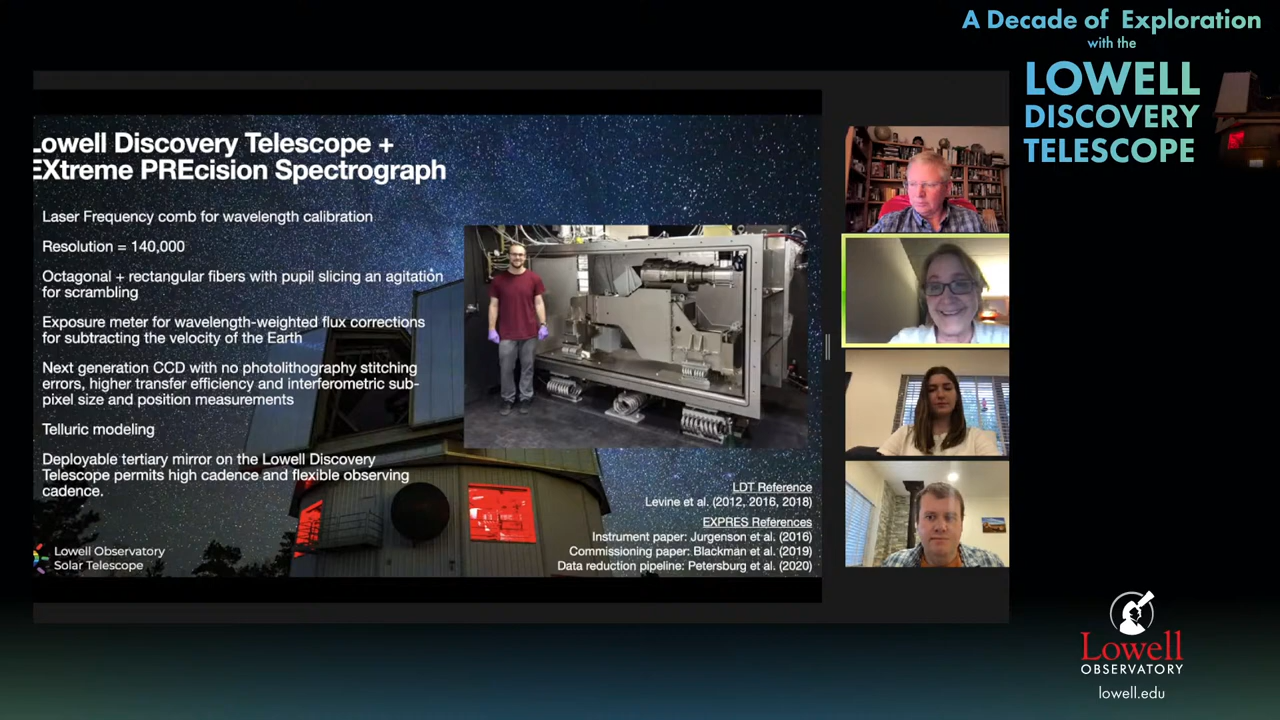 A Decade of Exploration
with the
LOWELL
DISCOVERY
TELESCOPE
Lowell Discovery Telescope +
EXtreme PREcision Spectrograph
Laser Frequency comb for wavelength calibration
Resolution = 140,000
Octagonal + rectangular fibers with pupil slicing an agitation
for scrambling
Exposure meter for wavelength-weighted flux corrections
for subtracting the velocity of the Earth
Next generation CCD with no photolithography stitching
errors, higher transfer efficiency and interferometric sub-
pixel size and position measurements
Telluric modeling
Deployable tertiary mirror on the Lowell Discovery
Telescope permits high cadence and flexible observing
cadence.
LDT Reference
Levine et al. (2012, 2016, 2018)
EXPRES References
Instrument paper: Jurgenson et al. (2016)
Commissioning paper: Blackman et al. (2019)
Data reduction pipeline: Petersburg et al. (2020)
Lowell Observatory
Solar Telescope
Lowell
OBSERVATORY
lowell.edu